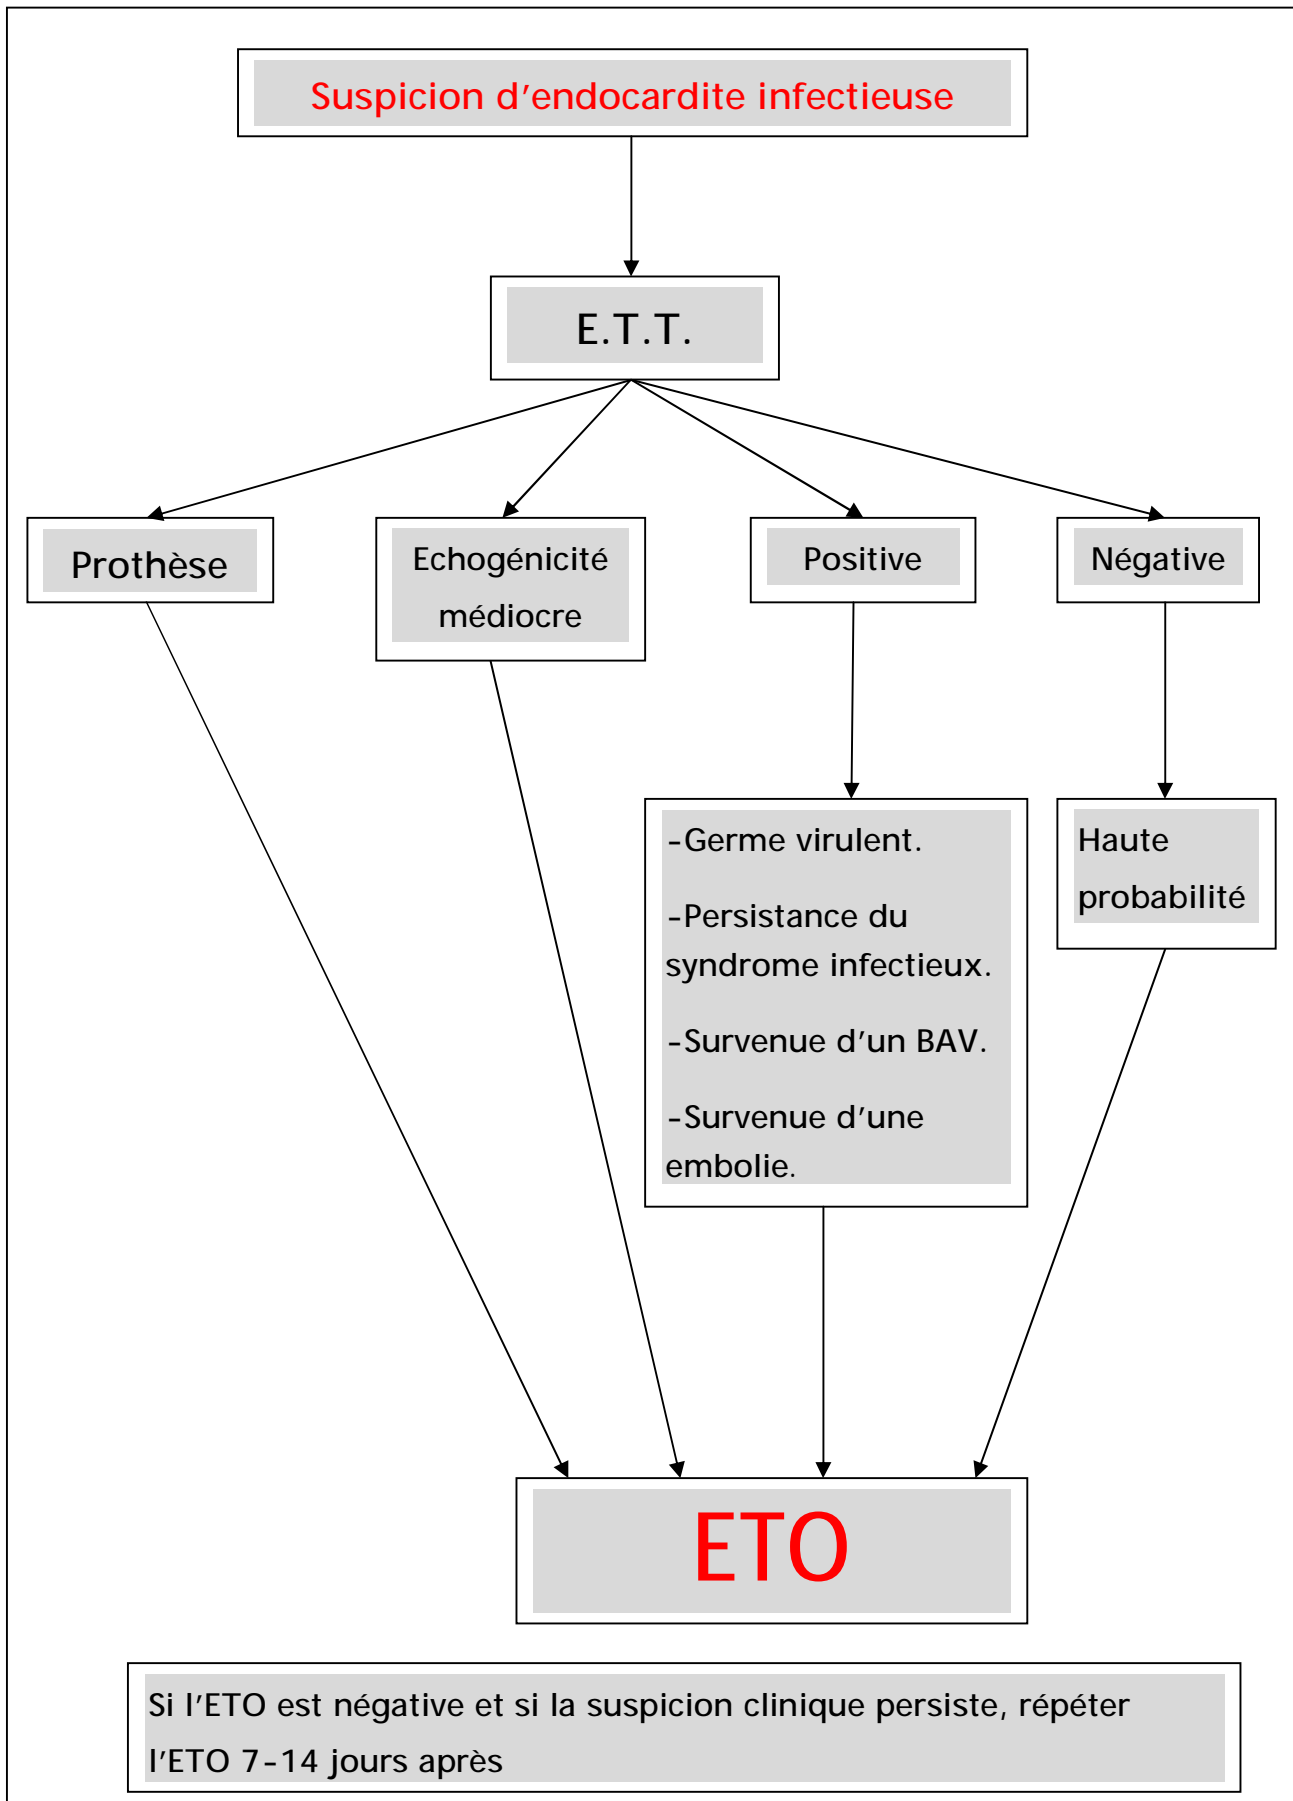 Suspicion d'endocardite infectieuse
E.T.T.
Prothèse
Echogénicité
médiocre
Positive
Négative
-Germe virulent.
-Persistance du
syndrome infectieux.
-Survenue d'un BAV.
-Survenue d'une
embolie.
Haute
probabilité
ETO
Si l'ETO est négative et si la suspicion clinique persiste, répéter
l'ETO 7-14 jours après